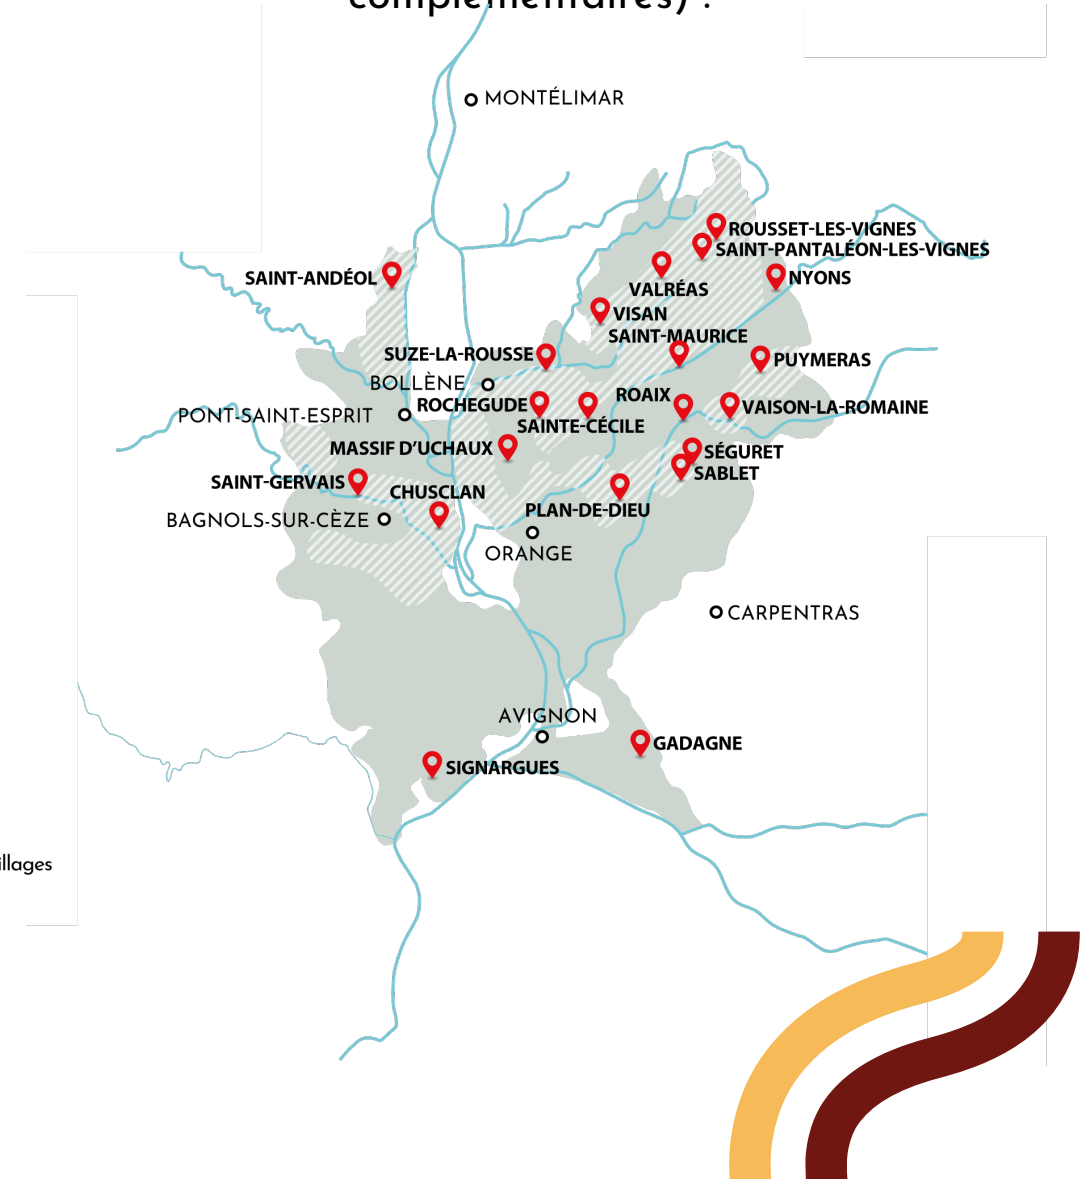 complémentaires) :
MONTÉLIMAR
ROUSSET-LES-VIGNES
SAINT-PANTALÉON-LES-VIGNES
SAINT-ANDÉOL
NYONS
VALRÉAS
VISAN
SAINT-MAURICE
SUZE-LA-ROUSSE
PUYMERAS
BOLLÈNE
ROAIX
ROCHEGUDE
VAISON-LA-ROMAINE
PONT-SAINT-ESPRIT
SAINTE-CÉCILE
MASSIF D'UCHAUX
SÉGURET
SABLET
SAINT-GERVAIS
CHUSCLAN
PLAN-DE-DIEU
BAGNOLS-SUR-CÈZE
ORANGE
CARPENTRAS
AVIGNON
GADAGNE
SIGNARGUES
illages